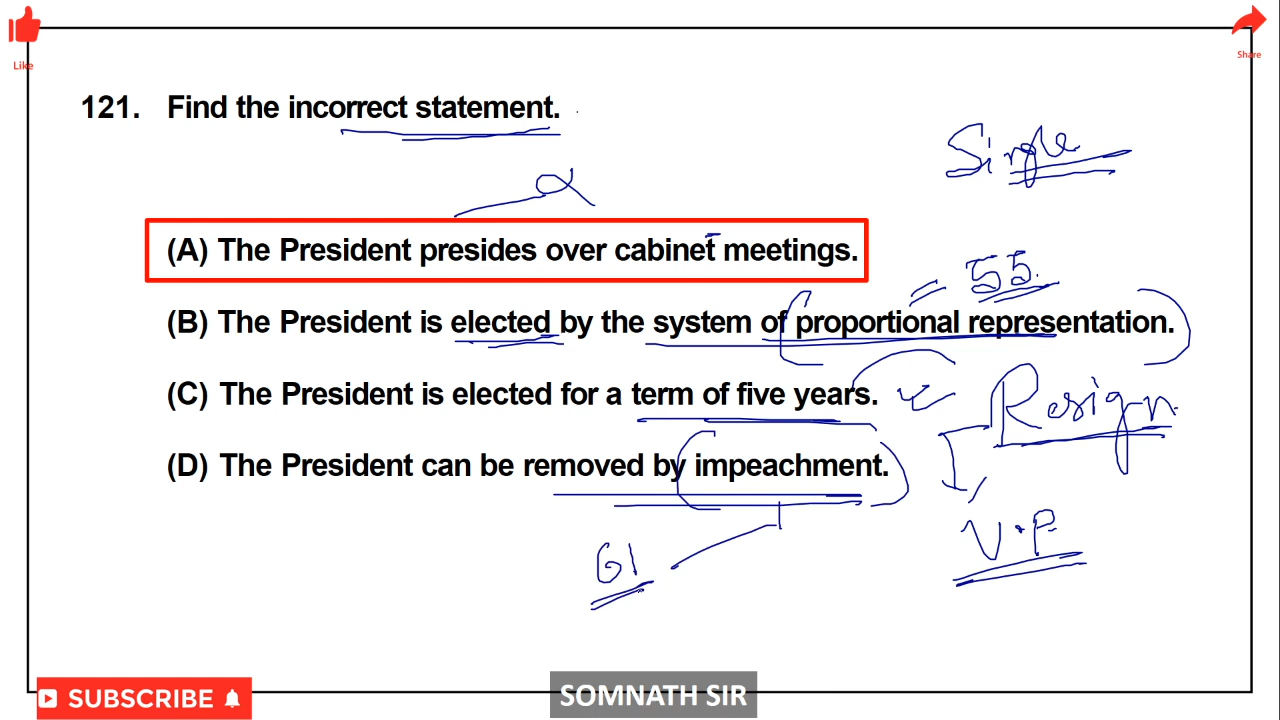 Like
Share
121. Find the incorrect statement.
Single
(A) The President presides over cabinet meetings.
= 55.
(B) The President is elected by the system of proportional representation.
(C) The President is elected for a term of five years.
Resign.
(D) The President can be removed by impeachment.
V.P
61
SUBSCRIBE
SOMNATH SIR